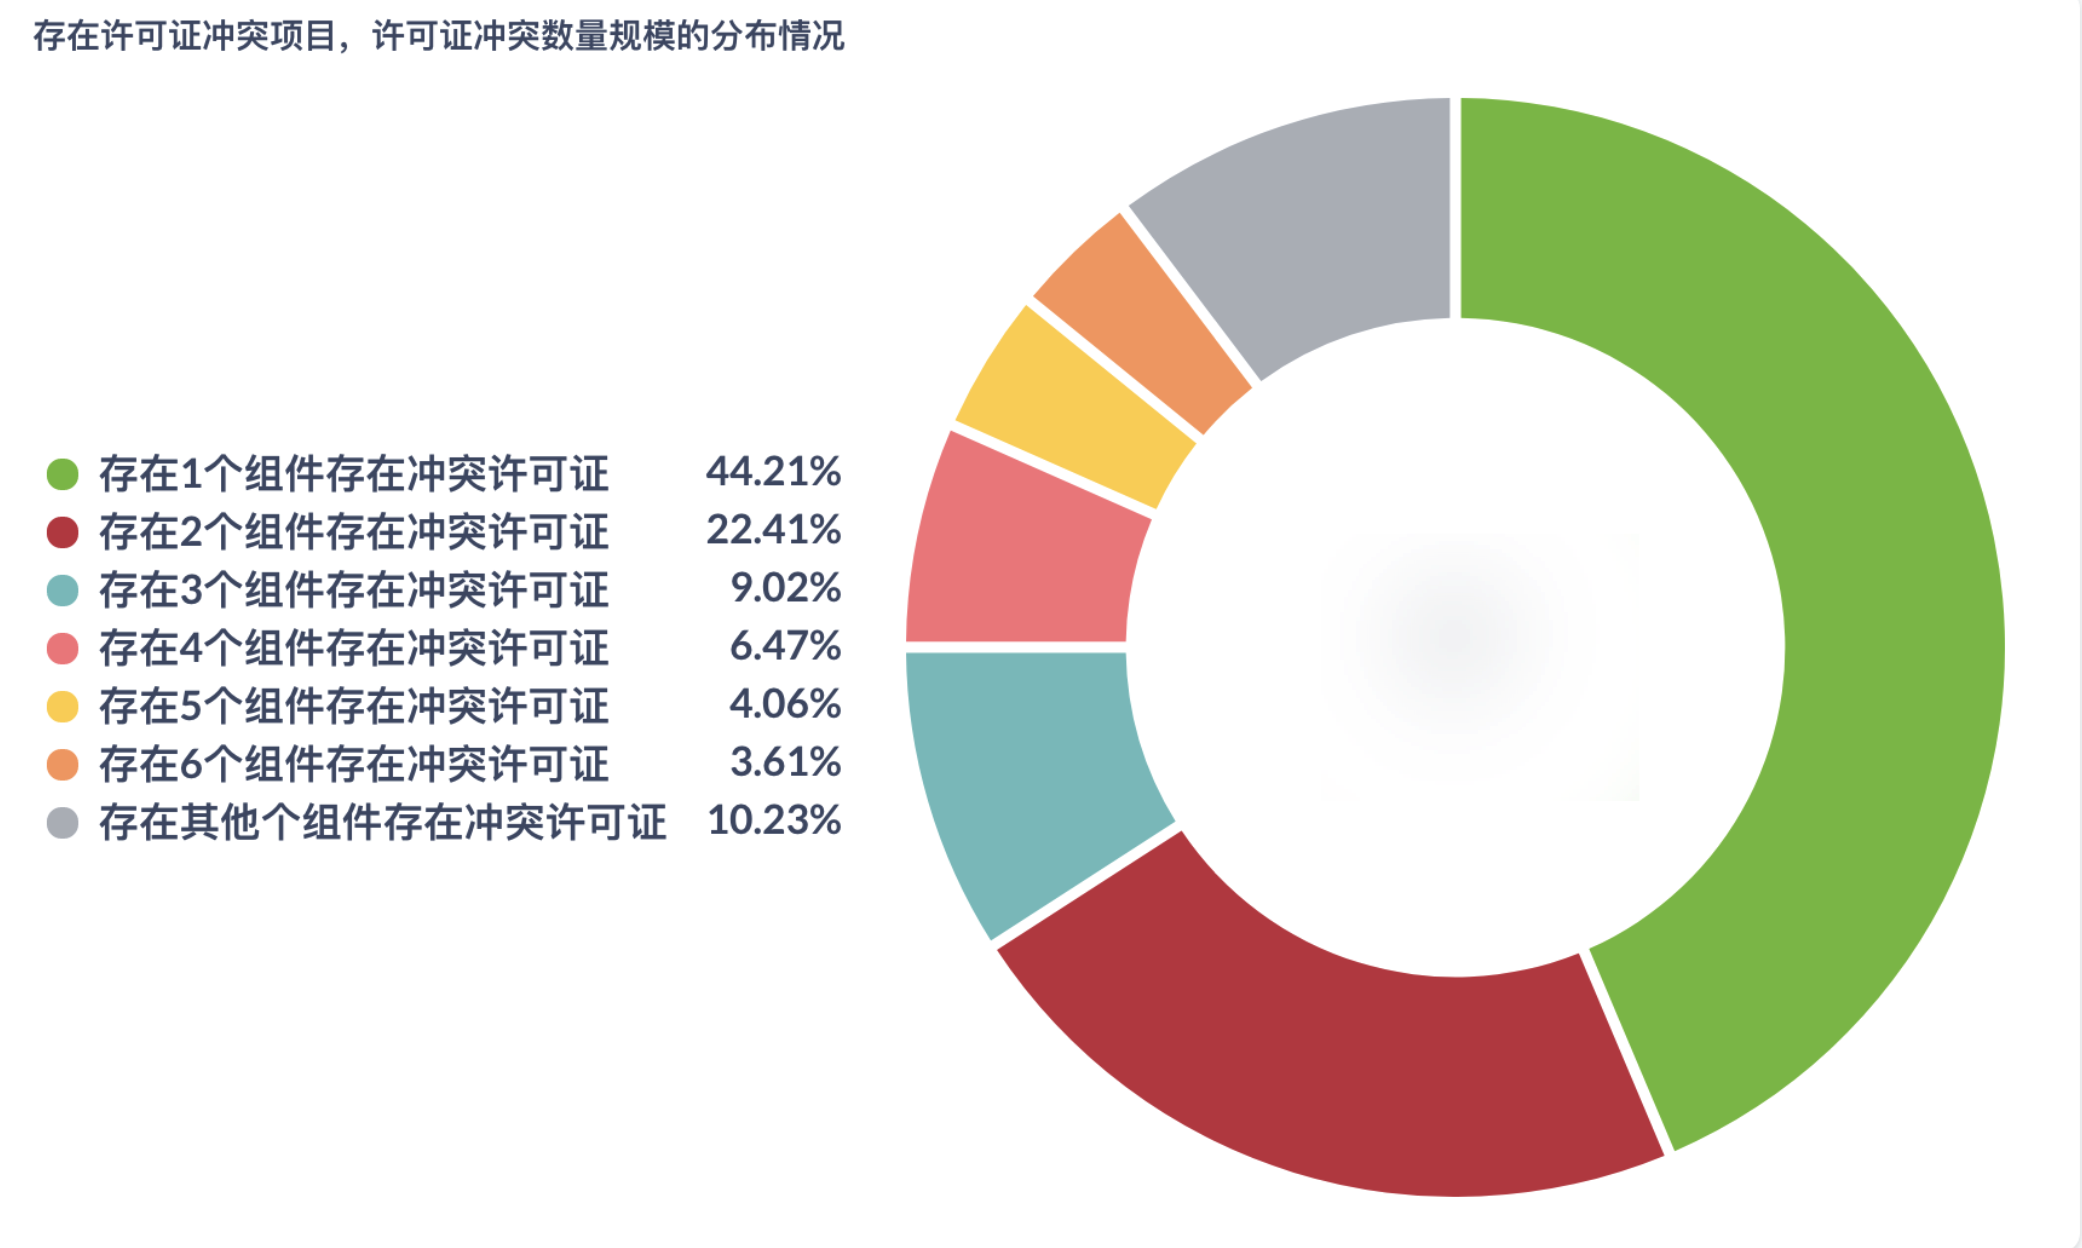 存在许可证冲突项目，许可证冲突数量规模的分布情况
存在1个组件存在冲突许可证 44.21%
存在2个组件存在冲突许可证 22.41%
存在3个组件存在冲突许可证 9.02%
存在4个组件存在冲突许可证 6.47%
存在5个组件存在冲突许可证 4.06%
存在6个组件存在冲突许可证 3.61%
存在其他个组件存在冲突许可证 10.23%